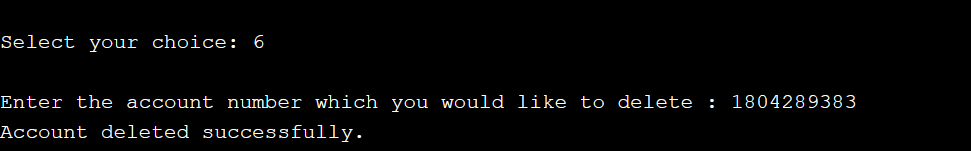 Select your choice: 6
Enter the account number which you would like to delete : 1804289383
Account deleted successfully.